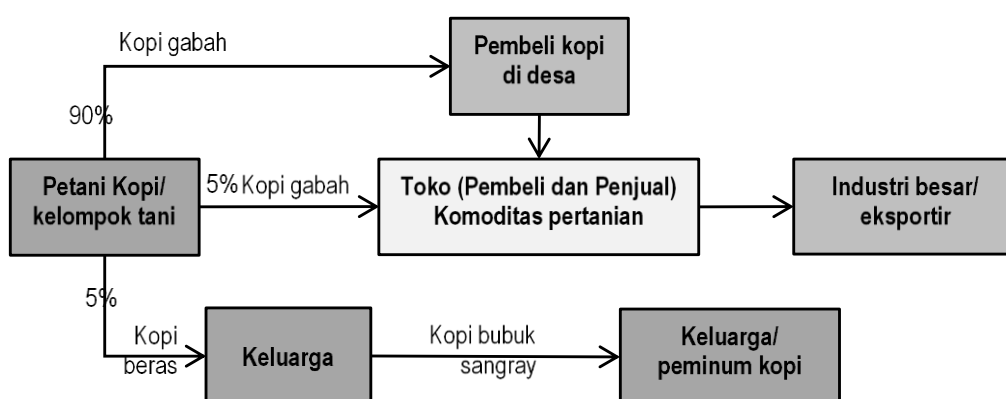 Kopi gabah
Pembeli kopi
di desa
90%
Petani Kopi/
kelompok tani
5% Kopi gabah
Toko (Pembeli dan Penjual)
Komoditas pertanian
Industri besar/
eksportir
5%
Kopi
beras
Keluarga
Kopi bubuk
sangray
Keluarga/
peminum kopi